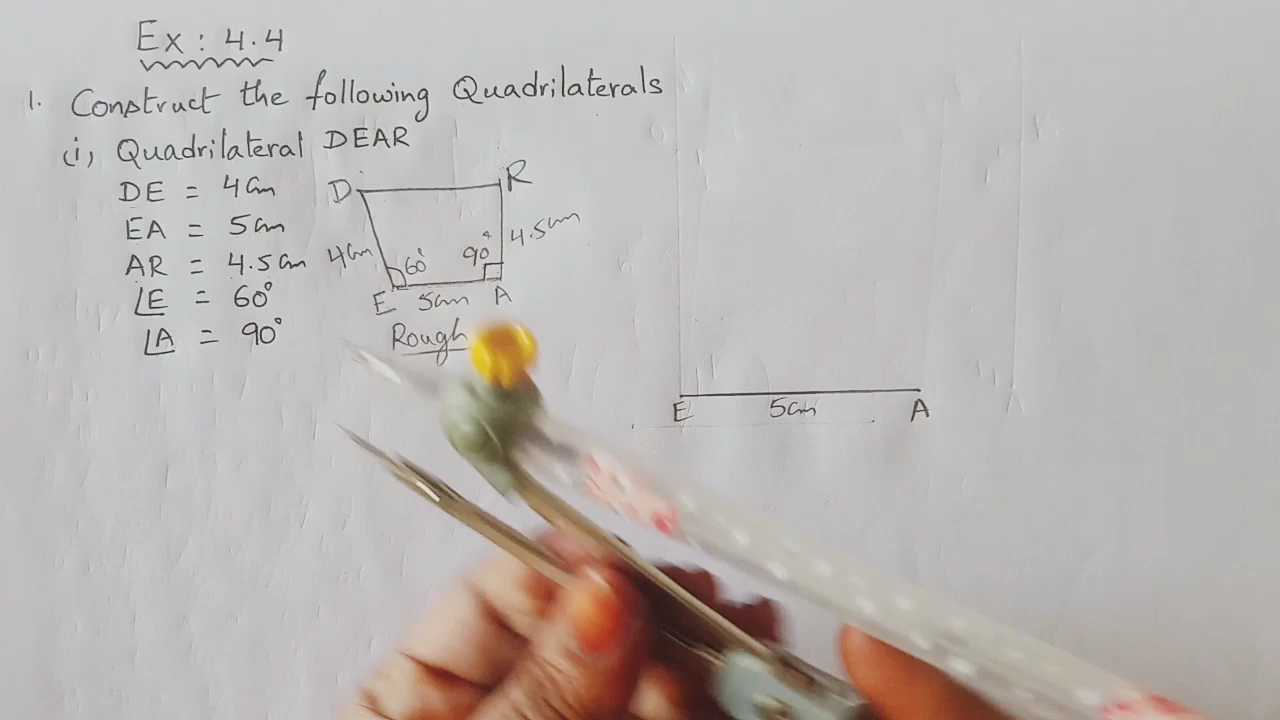 Ex : 4.4
1. Construct the following Quadrilaterals
(i) Quadrilateral DEAR
DE = 4cm
EA = 5cm
AR = 4.5cm
∠E = 60°
∠A = 90°
D R
4cm 60° 90° 4.5cm
E 5cm A
Rough
E 5cm A